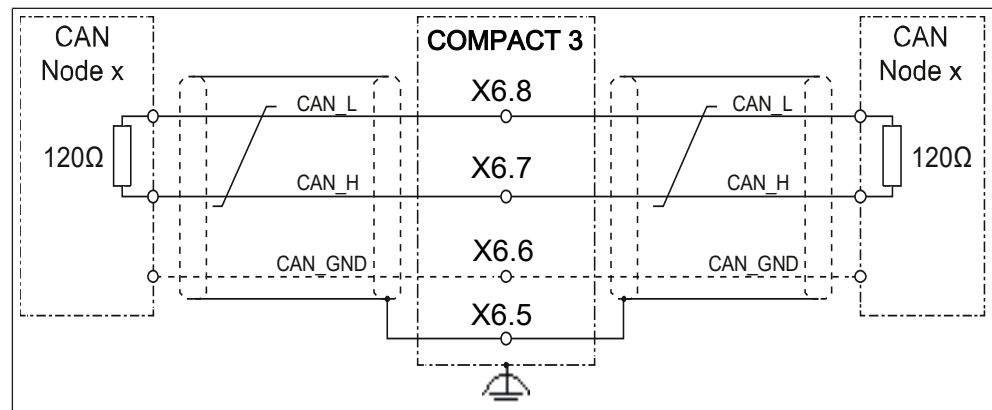 CAN
Node x
COMPACT 3
CAN
Node x
CAN_L
X6.8
CAN_L
120Ω
CAN_H
X6.7
CAN_H
120Ω
CAN_GND
X6.6
CAN_GND
X6.5